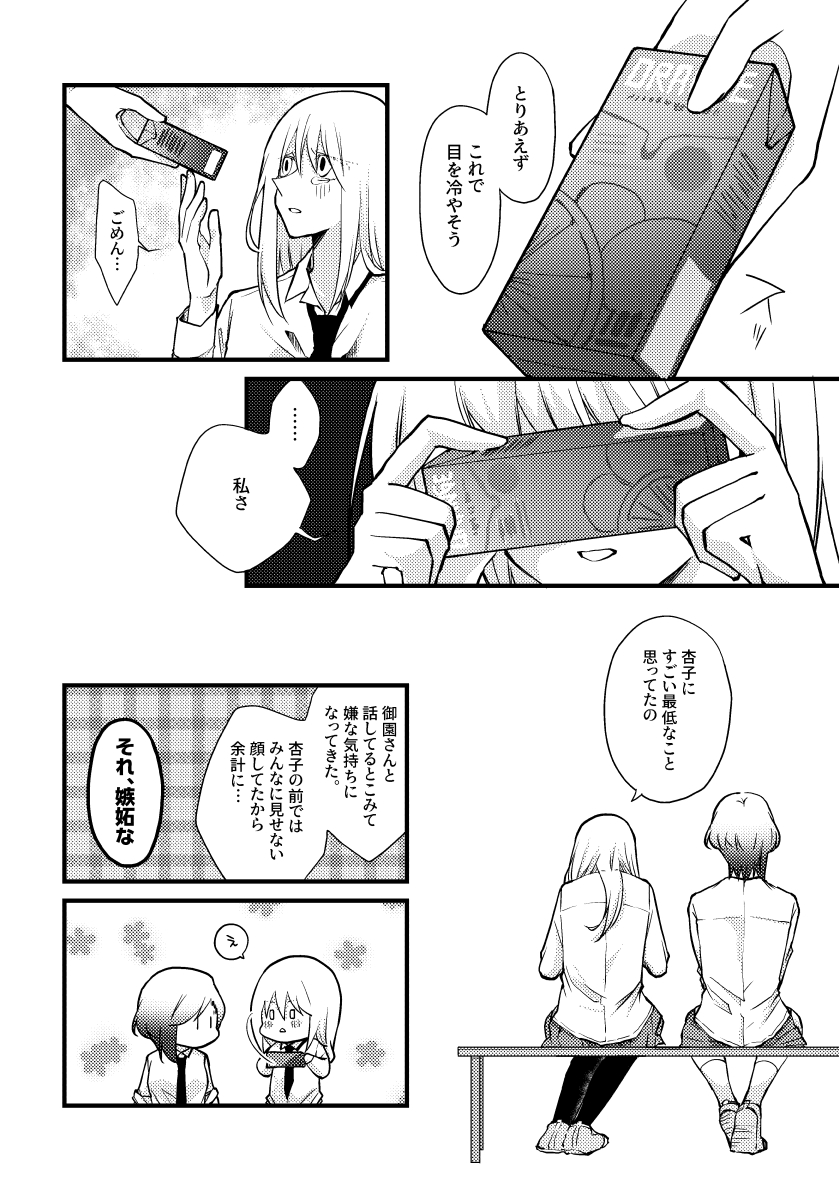 とりあえず
これで
目を冷やそう
ごめん…
……
私さ
杏子に
すごい最低なこと
思ってたの
御園さんと
話してるとこみて
嫌な気持ちに
なってきた。
杏子の前では
みんなに見せない
顔してたから
余計に…
それ、嫉妬な
え